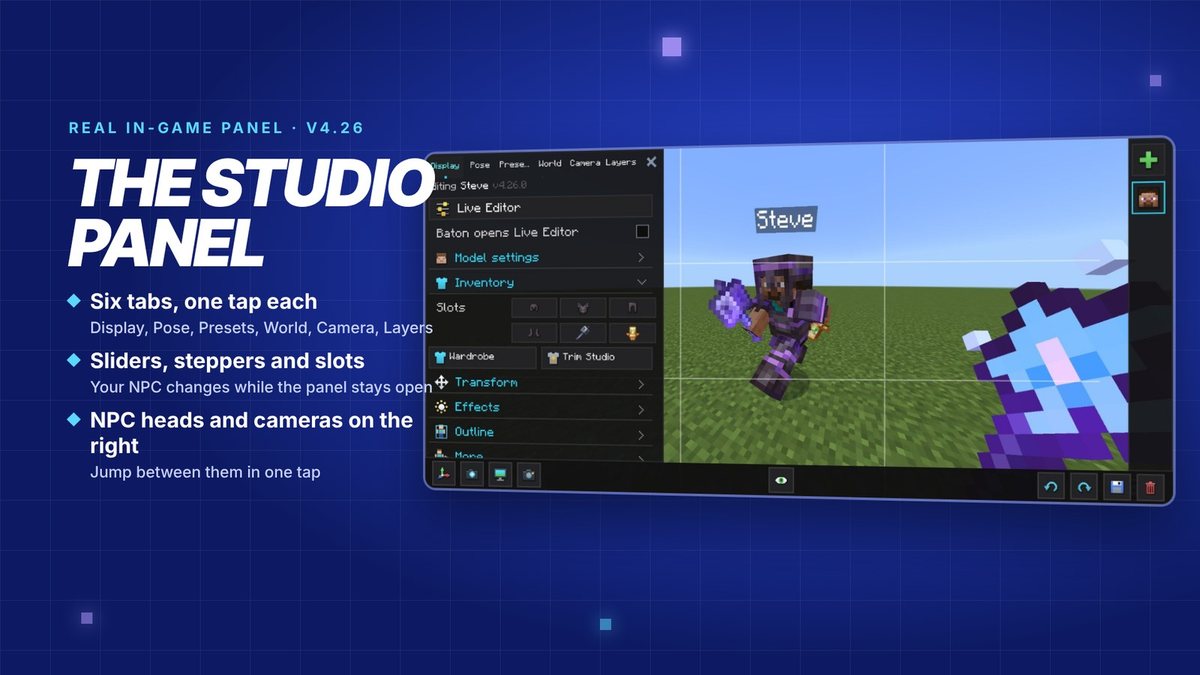 REAL IN-GAME PANEL · V4.26
THE STUDIO
PANEL
Six tabs, one tap each
Display, Pose, Presets, World, Camera, Layers
Sliders, steppers and slots
Your NPC changes while the panel stays open
NPC heads and cameras on the
right
Jump between them in one tap
Display Pose Prese.. World Camera Layers
Steve v4.26.0
Live Editor
Baton opens Live Editor
Model settings
Inventory
Slots
Wardrobe Trim Studio
Transform
Effects
Outline
Steve